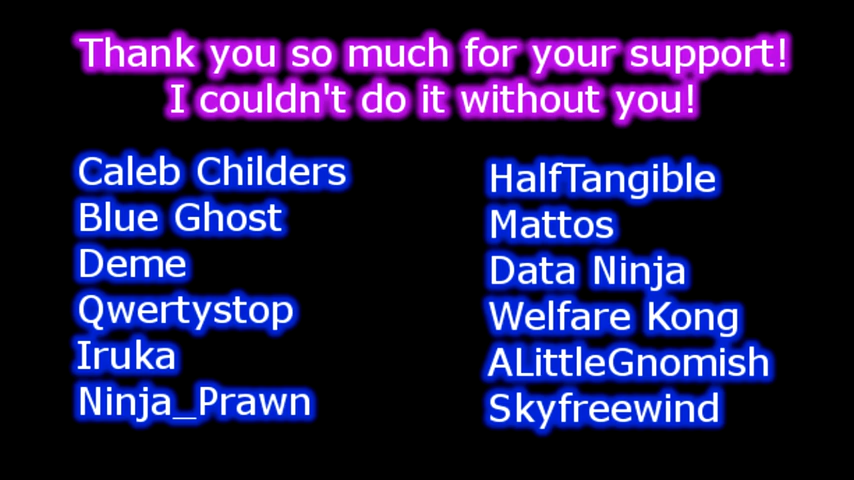 Thank you so much for your support!
I couldn't do it without you!
Caleb Childers
Blue Ghost
Deme
Qwertystop
Iruka
Ninja_Prawn
HalfTangible
Mattos
Data Ninja
Welfare Kong
ALittleGnomish
Skyfreewind